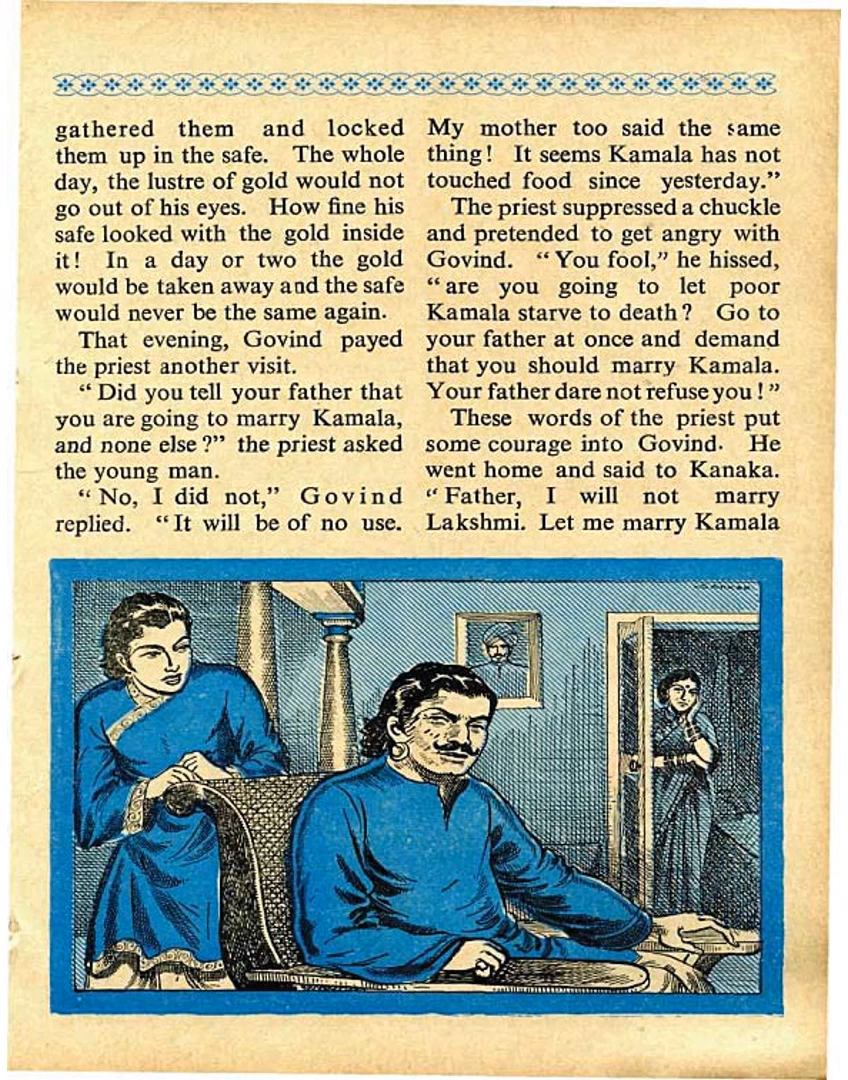 gathered them and locked
them up in the safe. The whole
day, the lustre of gold would not
go out of his eyes. How fine his
safe looked with the gold inside
it! In a day or two the gold
would be taken away and the safe
would never be the same again.
That evening, Govind payed
the priest another visit.
“Did you tell your father that
you are going to marry Kamala,
and none else?” the priest asked
the young man.
“No, I did not,” Govind
replied. “It will be of no use.
My mother too said the same
thing! It seems Kamala has not
touched food since yesterday.”
The priest suppressed a chuckle
and pretended to get angry with
Govind. “You fool,” he hissed,
“are you going to let poor
Kamala starve to death? Go to
your father at once and demand
that you should marry Kamala.
Your father dare not refuse you!”
These words of the priest put
some courage into Govind. He
went home and said to Kanaka.
“Father, I will not marry
Lakshmi. Let me marry Kamala